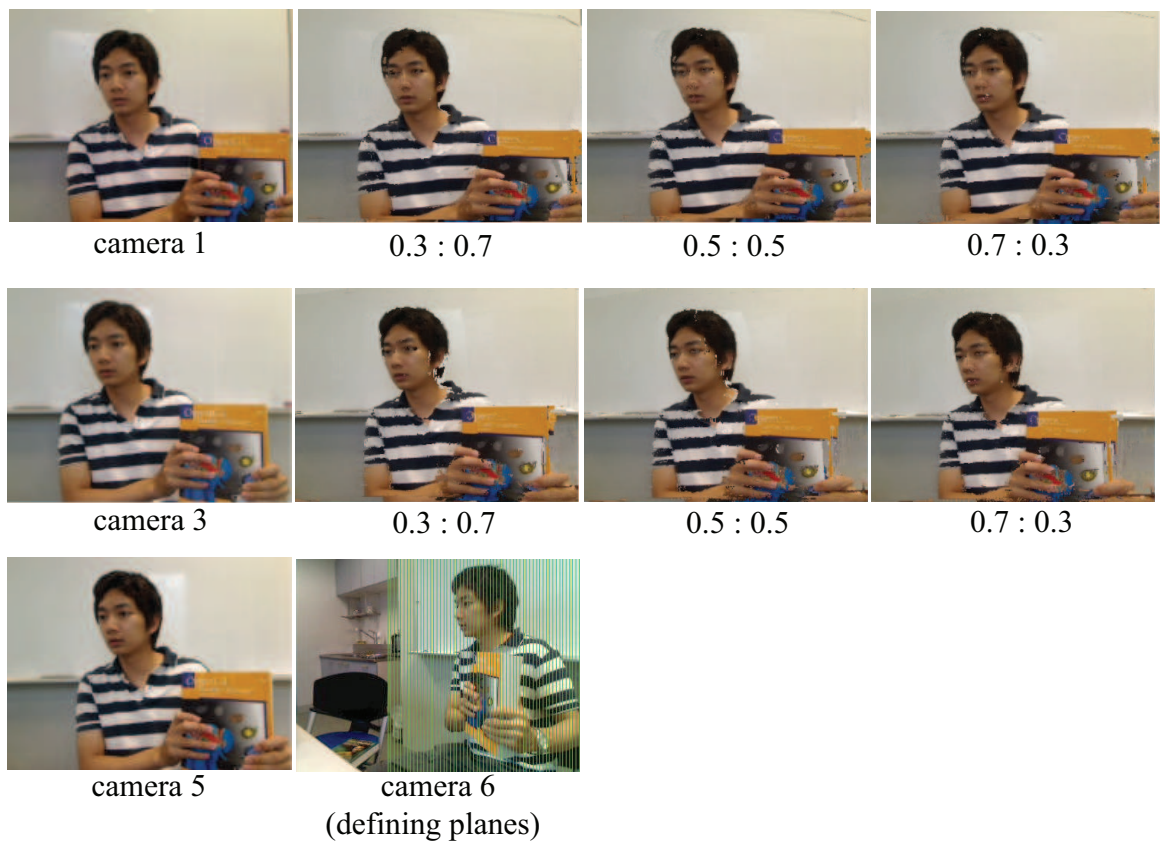 camera 1
0.3 : 0.7
0.5 : 0.5
0.7 : 0.3
camera 3
0.3 : 0.7
0.5 : 0.5
0.7 : 0.3
camera 5
camera 6
(defining planes)